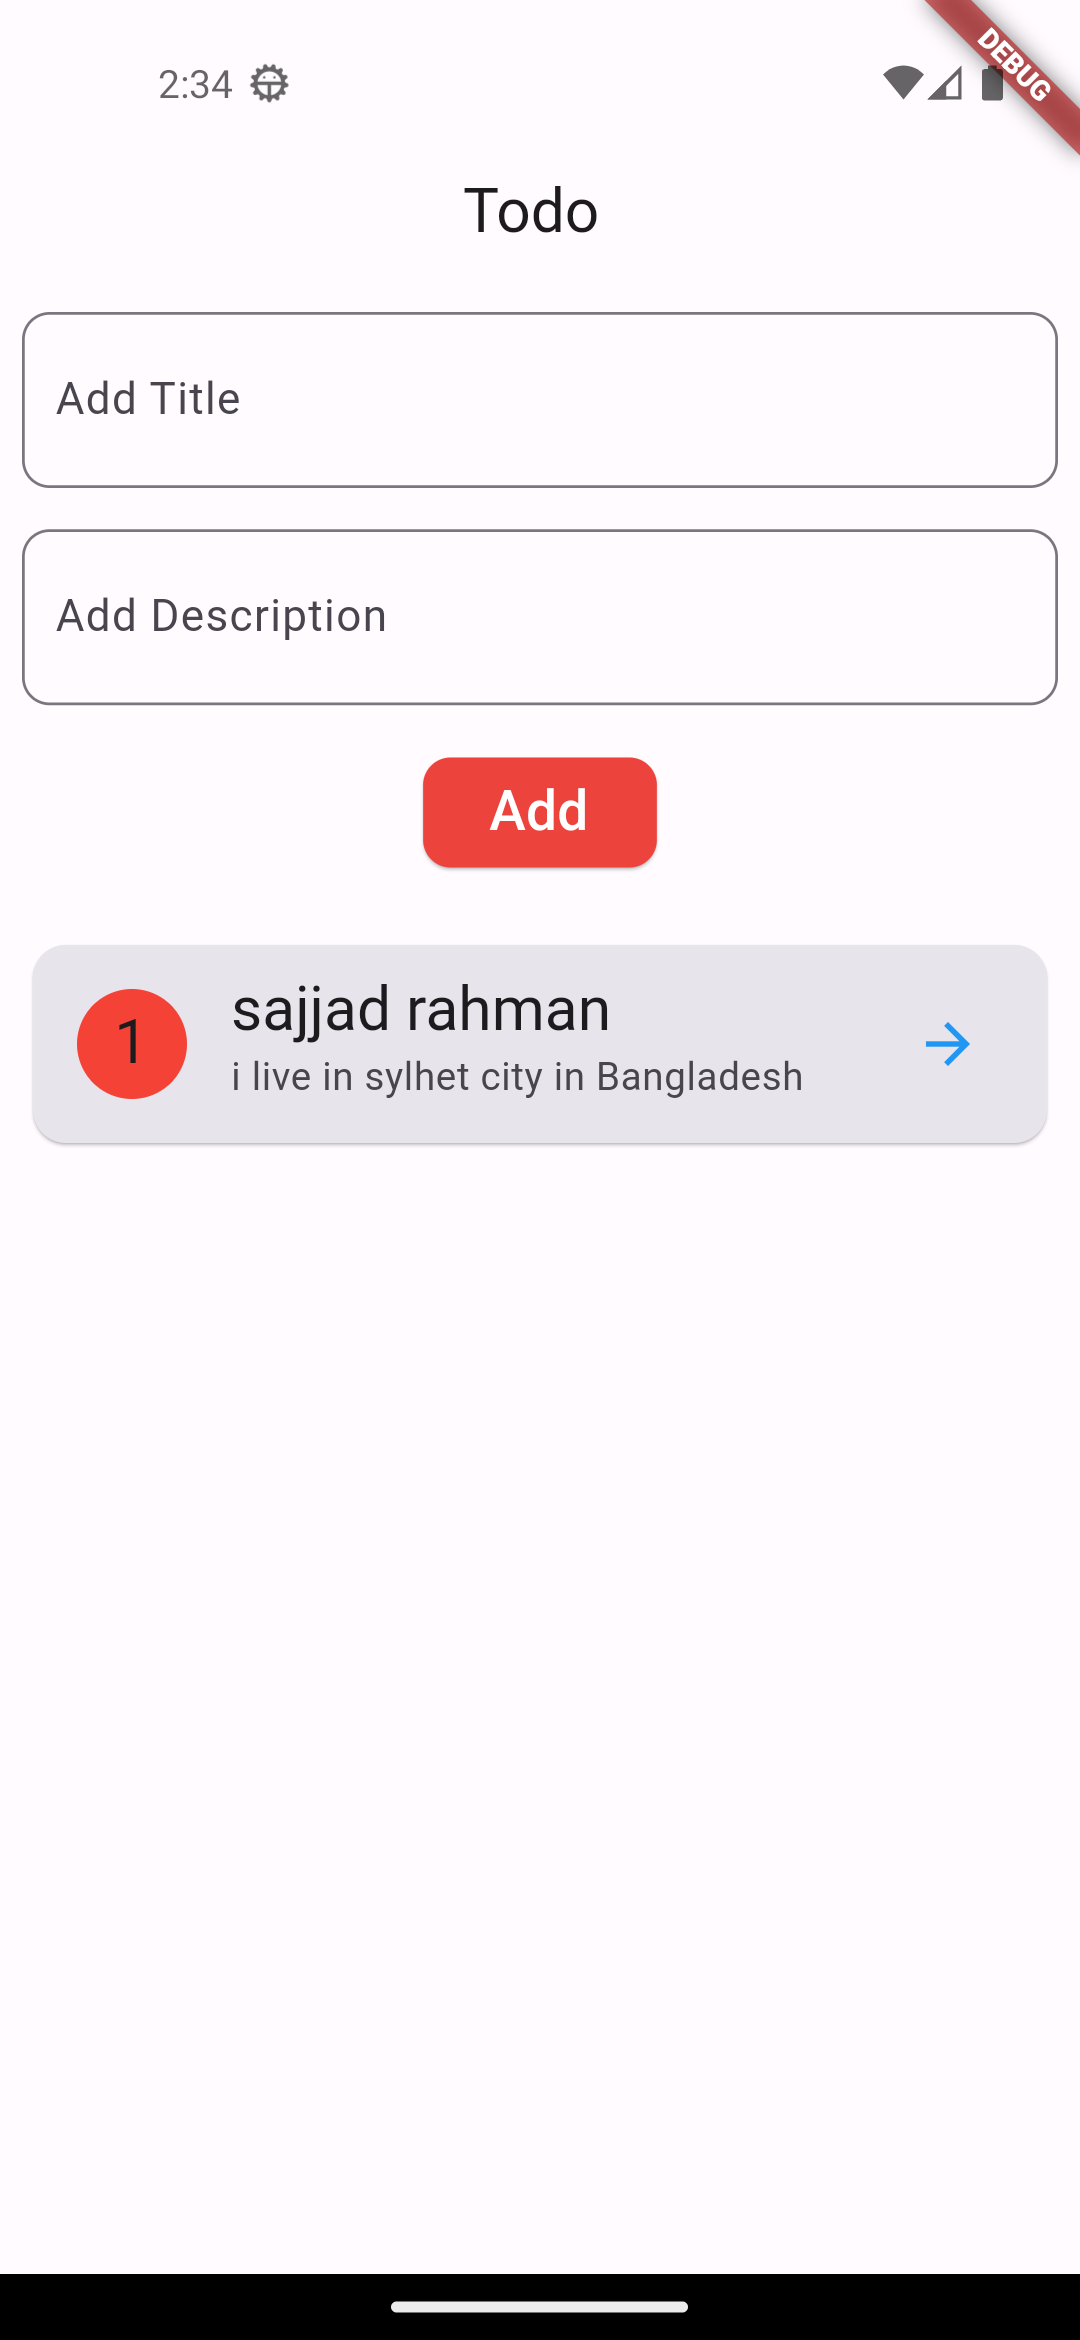 2:34
DEBUG
Todo
Add Title
Add Description
Add
1
sajjad rahman
i live in sylhet city in Bangladesh